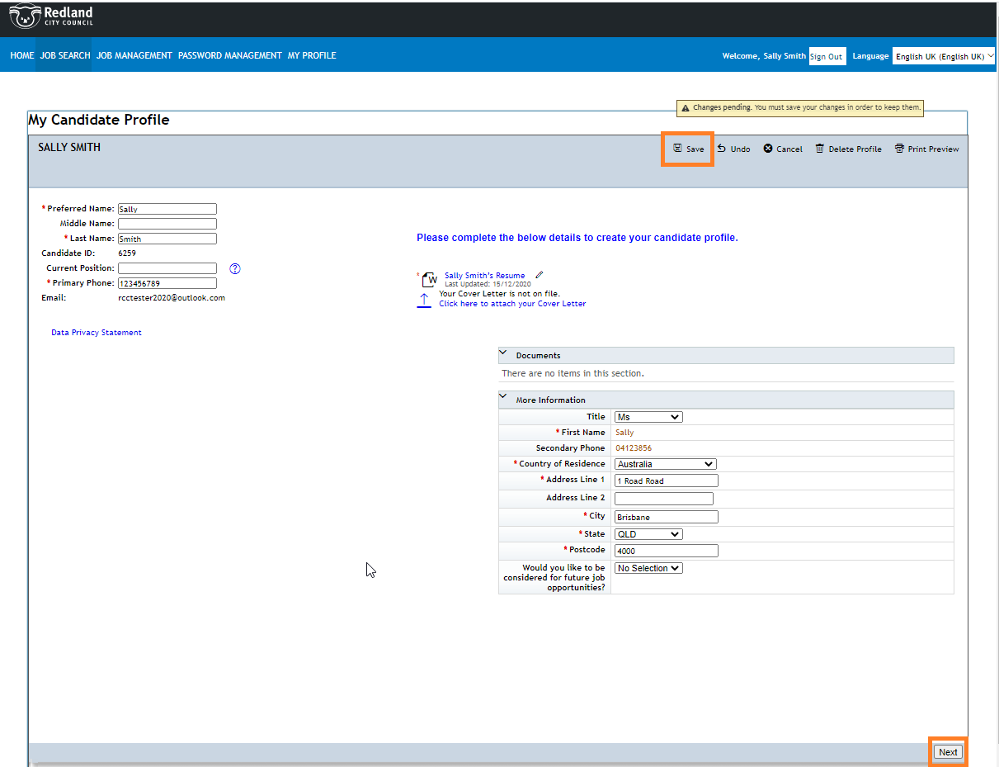 Redland
CITY COUNCIL
HOME JOB SEARCH JOB MANAGEMENT PASSWORD MANAGEMENT MY PROFILE
Welcome, Sally Smith Sign Out Language English UK (English UK)
Changes pending. You must save your changes in order to keep them.
My Candidate Profile
SALLY SMITH
Save Undo Cancel Delete Profile Print Preview
* Preferred Name: Sally
Middle Name:
* Last Name: Smith
Candidate ID: 6259
Current Position: ?
* Primary Phone: 123456789
Email: rcctester2020@outlook.com
Data Privacy Statement
Please complete the below details to create your candidate profile.
* W Sally Smith's Resume
Last Updated: 15/12/2020
Your Cover Letter is not on file.
Click here to attach your Cover Letter
Documents
There are no items in this section.
More Information
Title Ms
* First Name Sally
Secondary Phone 04123856
* Country of Residence Australia
* Address Line 1 1 Road Road
Address Line 2
* City Brisbane
* State QLD
* Postcode 4000
Would you like to be No Selection
considered for future job
opportunities?
Next